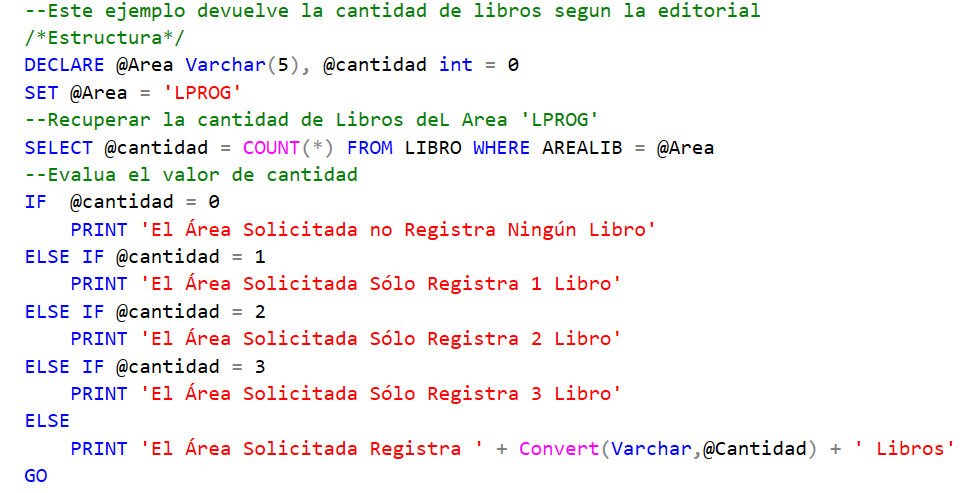 --Este ejemplo devuelve la cantidad de libros segun la editorial
/*Estructura*/
DECLARE @Area Varchar(5), @cantidad int = 0
SET @Area = 'LPROG'
--Recuperar la cantidad de Libros deL Area 'LPROG'
SELECT @cantidad = COUNT(*) FROM LIBRO WHERE AREALIB = @Area
--Evalua el valor de cantidad
IF  @cantidad = 0
    PRINT 'El Área Solicitada no Registra Ningún Libro'
ELSE IF @cantidad = 1
    PRINT 'El Área Solicitada Sólo Registra 1 Libro'
ELSE IF @cantidad = 2
    PRINT 'El Área Solicitada Sólo Registra 2 Libro'
ELSE IF @cantidad = 3
    PRINT 'El Área Solicitada Sólo Registra 3 Libro'
ELSE
    PRINT 'El Área Solicitada Registra ' + Convert(Varchar,@Cantidad) + ' Libros'
GO